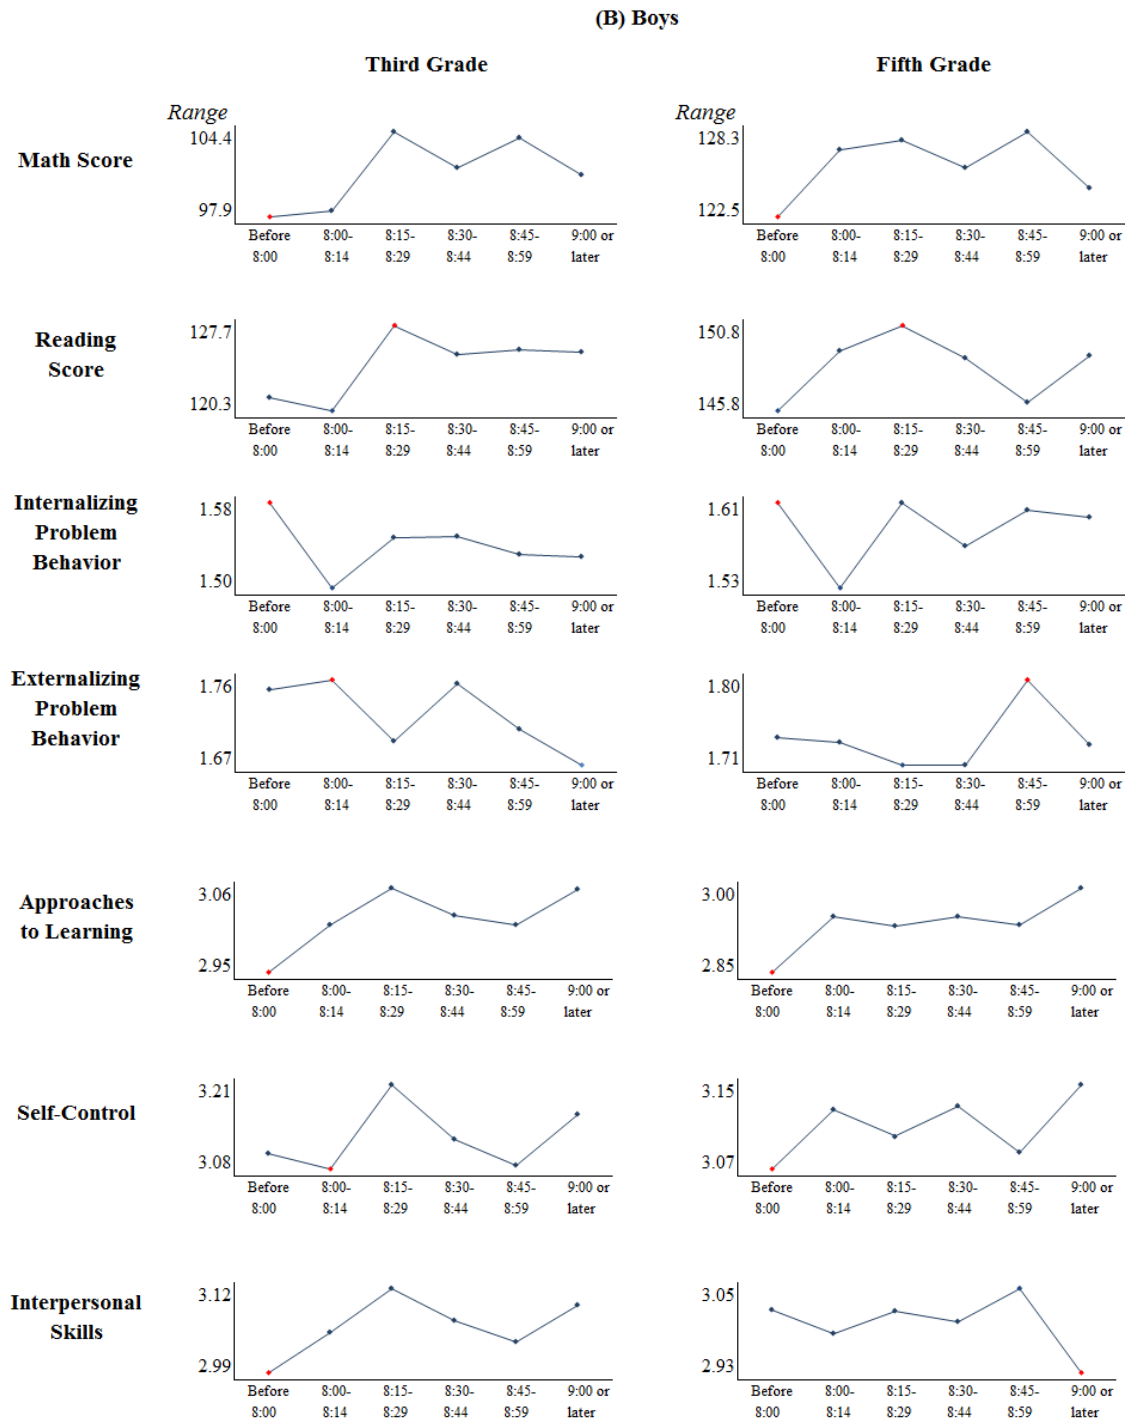 (B) Boys
Third Grade
Fifth Grade
Range
Range
Math Score
104.4
97.9
Before 8:00- 8:15- 8:30- 8:45- 9:00 or
8:00 8:14 8:29 8:44 8:59 later
128.3
122.5
Before 8:00- 8:15- 8:30- 8:45- 9:00 or
8:00 8:14 8:29 8:44 8:59 later
Reading
Score
127.7
120.3
Before 8:00- 8:15- 8:30- 8:45- 9:00 or
8:00 8:14 8:29 8:44 8:59 later
150.8
145.8
Before 8:00- 8:15- 8:30- 8:45- 9:00 or
8:00 8:14 8:29 8:44 8:59 later
Internalizing
Problem
Behavior
1.58
1.50
Before 8:00- 8:15- 8:30- 8:45- 9:00 or
8:00 8:14 8:29 8:44 8:59 later
1.61
1.53
Before 8:00- 8:15- 8:30- 8:45- 9:00 or
8:00 8:14 8:29 8:44 8:59 later
Externalizing
Problem
Behavior
1.76
1.67
Before 8:00- 8:15- 8:30- 8:45- 9:00 or
8:00 8:14 8:29 8:44 8:59 later
1.80
1.71
Before 8:00- 8:15- 8:30- 8:45- 9:00 or
8:00 8:14 8:29 8:44 8:59 later
Approaches
to Learning
3.06
2.95
Before 8:00- 8:15- 8:30- 8:45- 9:00 or
8:00 8:14 8:29 8:44 8:59 later
3.00
2.85
Before 8:00- 8:15- 8:30- 8:45- 9:00 or
8:00 8:14 8:29 8:44 8:59 later
Self-Control
3.21
3.08
Before 8:00- 8:15- 8:30- 8:45- 9:00 or
8:00 8:14 8:29 8:44 8:59 later
3.15
3.07
Before 8:00- 8:15- 8:30- 8:45- 9:00 or
8:00 8:14 8:29 8:44 8:59 later
Interpersonal
Skills
3.12
2.99
Before 8:00- 8:15- 8:30- 8:45- 9:00 or
8:00 8:14 8:29 8:44 8:59 later
3.05
2.93
Before 8:00- 8:15- 8:30- 8:45- 9:00 or
8:00 8:14 8:29 8:44 8:59 later